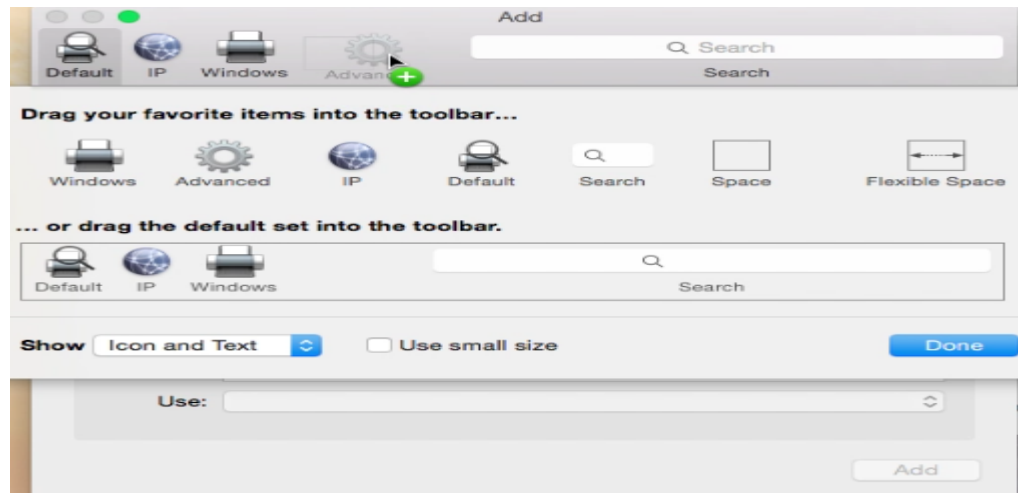 Add
Search
Default IP Windows Advan Search
Drag your favorite items into the toolbar...
Windows Advanced IP Default Search Space Flexible Space
... or drag the default set into the toolbar.
Default IP Windows Search
Show Icon and Text Use small size Done
Use:
Add